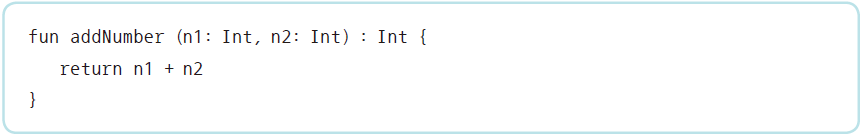 fun addNumber (n1: Int, n2: Int) : Int {
   return n1 + n2
}